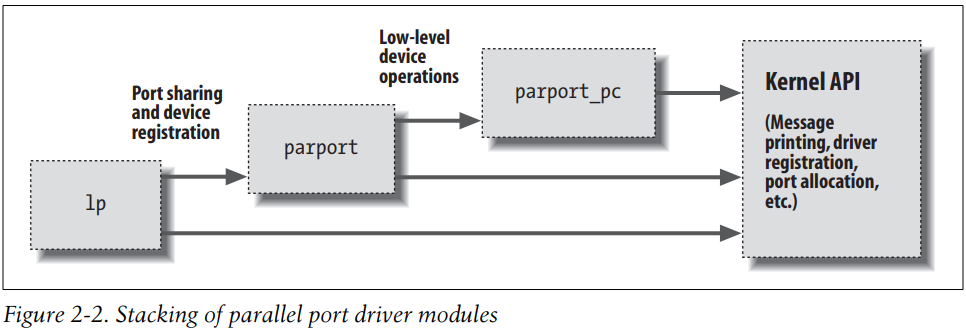 Low-level
device
operations
Port sharing
and device
registration
lp
parport
parport_pc
Kernel API
(Message
printing, driver
registration,
port allocation,
etc.)
Figure 2-2. Stacking of parallel port driver modules